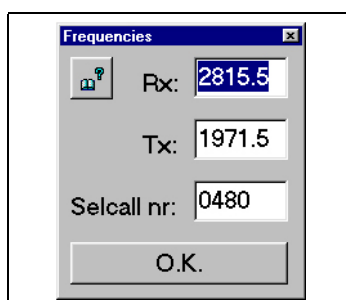 Frequencies
Rx: 2815.5
Tx: 1971.5
Selcall nr: 0480
O.K.